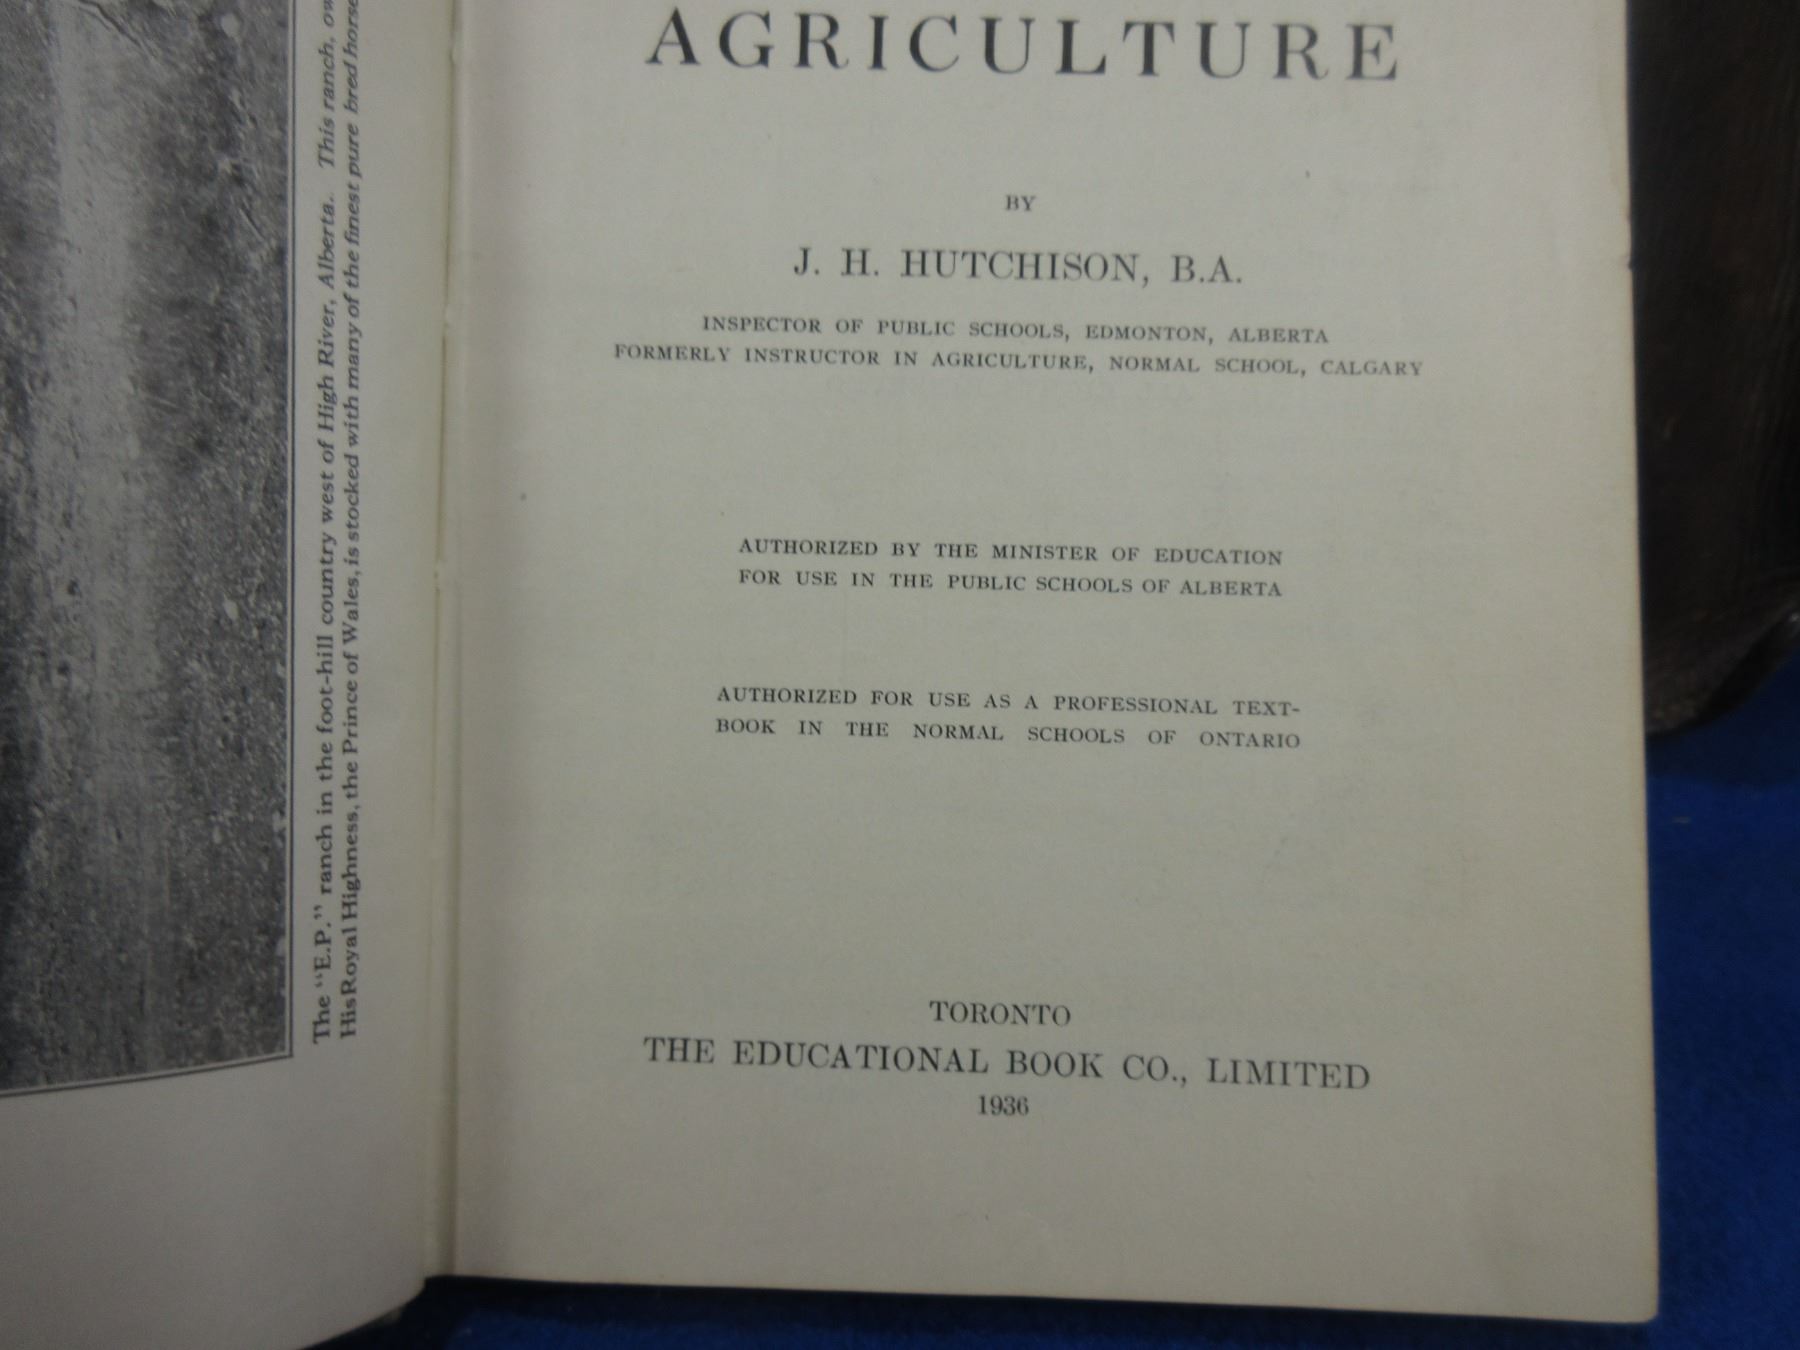 The "E.P." ranch in the foot-hill country west of High River, Alberta. This ranch,
His Royal Highness, the Prince of Wales, is stocked with many of the finest pure bred horse
AGRICULTURE
BY
J. H. HUTCHISON, B.A.
INSPECTOR OF PUBLIC SCHOOLS, EDMONTON, ALBERTA
FORMERLY INSTRUCTOR IN AGRICULTURE, NORMAL SCHOOL, CALGARY
AUTHORIZED BY THE MINISTER OF EDUCATION
FOR USE IN THE PUBLIC SCHOOLS OF ALBERTA
AUTHORIZED FOR USE AS A PROFESSIONAL TEXT-
BOOK IN THE NORMAL SCHOOLS OF ONTARIO
TORONTO
THE EDUCATIONAL BOOK CO., LIMITED
1936